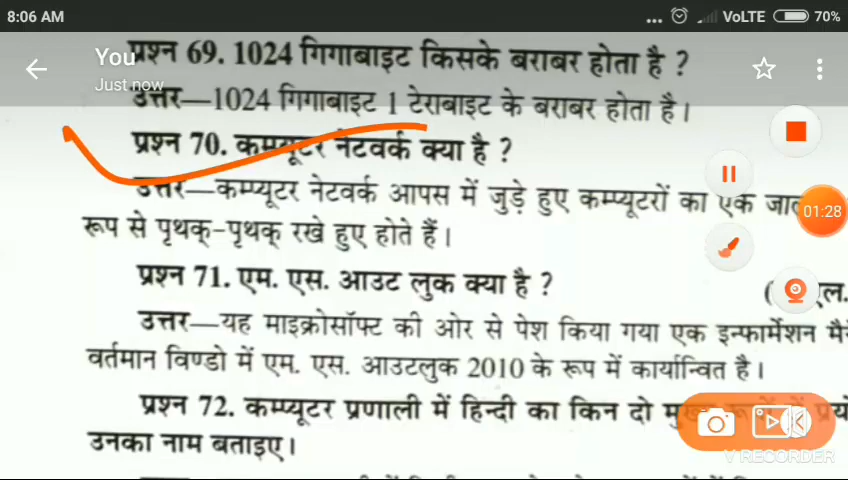 8:06 AM ... VoLTE 70%
प्रश्न 69. 1024 गिगाबाइट किसके बराबर होता है ?
You
Just now
उत्तर—1024 गिगाबाइट 1 टेराबाइट के बराबर होता है।
प्रश्न 70. कम्प्यूटर नेटवर्क क्या है ?
उत्तर—कम्प्यूटर नेटवर्क आपस में जुड़े हुए कम्प्यूटरों का एक
01:28
रूप से पृथक्-पृथक् रखे हुए होते हैं।
प्रश्न 71. एम. एस. आउट लुक क्या है ?
उत्तर—यह माइक्रोसॉफ्ट की ओर से पेश किया गया एक इन्फार्मेशन
वर्तमान विण्डो में एम. एस. आउटलुक 2010 के रूप में कार्यान्वित है।
प्रश्न 72. कम्प्यूटर प्रणाली में हिन्दी का किन दो
उनका नाम बताइए।
V RECORDER